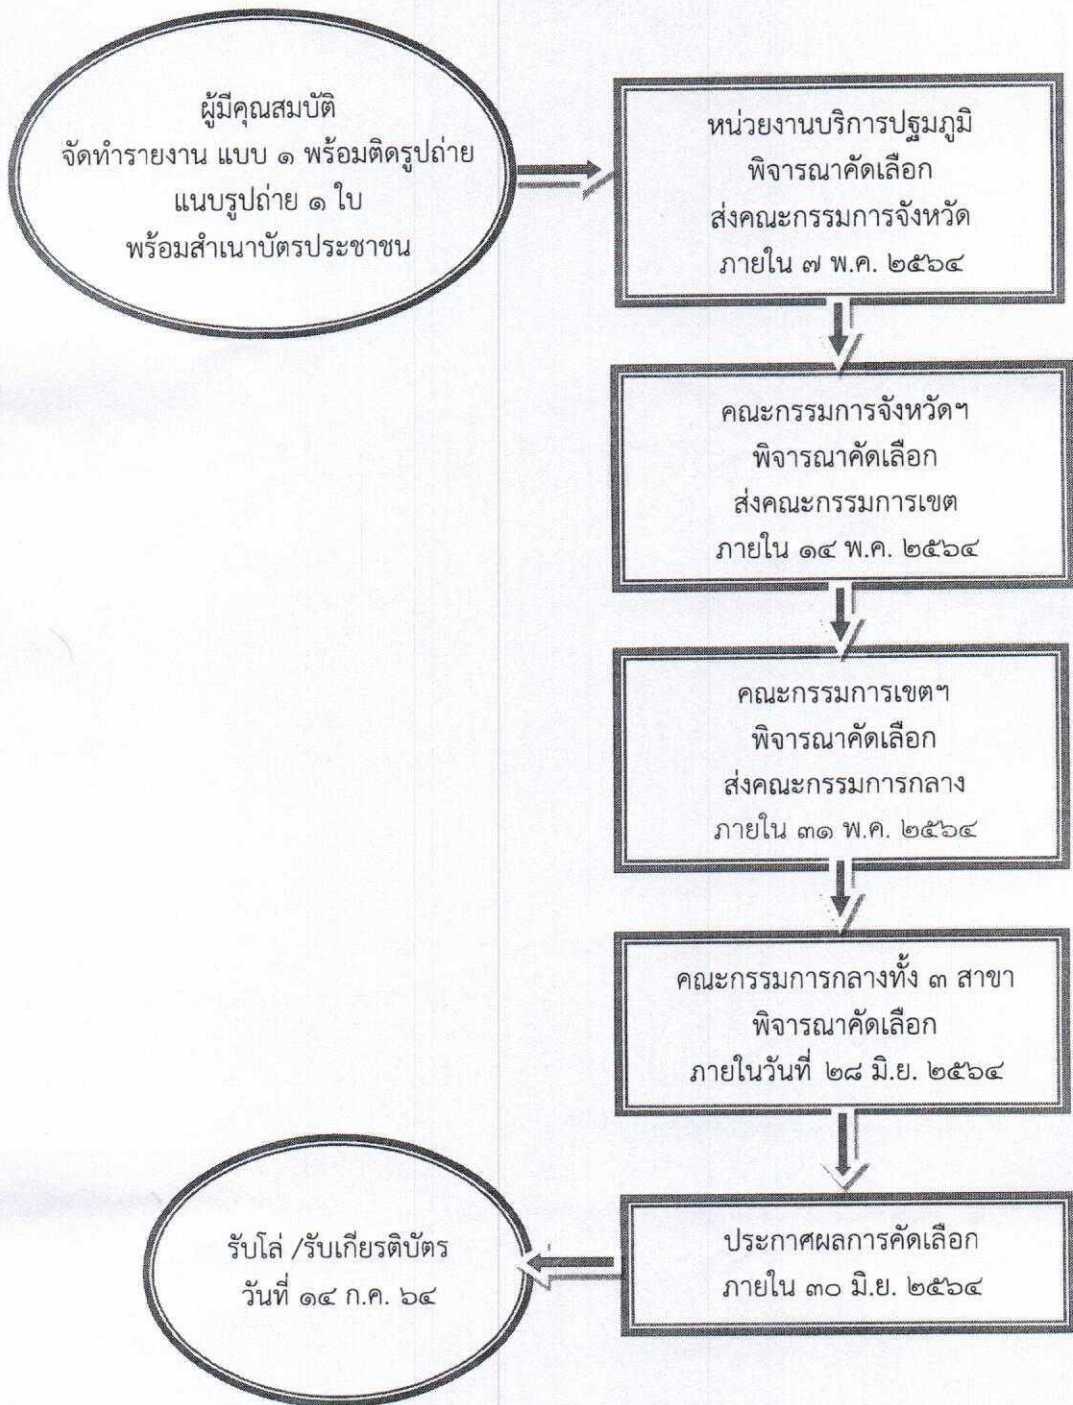 ผู้มีคุณสมบัติ
จัดทำรายงาน แบบ ๑ พร้อมติดรูปถ่าย
แนบรูปถ่าย ๑ ใบ
พร้อมสำเนาบัตรประชาชน
หน่วยงานบริการปฐมภูมิ
พิจารณาคัดเลือก
ส่งคณะกรรมการจังหวัด
ภายใน ๗ พ.ค. ๒๕๖๔
คณะกรรมการจังหวัดฯ
พิจารณาคัดเลือก
ส่งคณะกรรมการเขต
ภายใน ๑๔ พ.ค. ๒๕๖๔
คณะกรรมการเขตฯ
พิจารณาคัดเลือก
ส่งคณะกรรมการกลาง
ภายใน ๓๑ พ.ค. ๒๕๖๔
คณะกรรมการกลางทั้ง ๓ สาขา
พิจารณาคัดเลือก
ภายในวันที่ ๒๘ มิ.ย. ๒๕๖๔
ประกาศผลการคัดเลือก
ภายใน ๓๐ มิ.ย. ๒๕๖๔
รับโล่ /รับเกียรติบัตร
วันที่ ๑๔ ก.ค. ๖๔